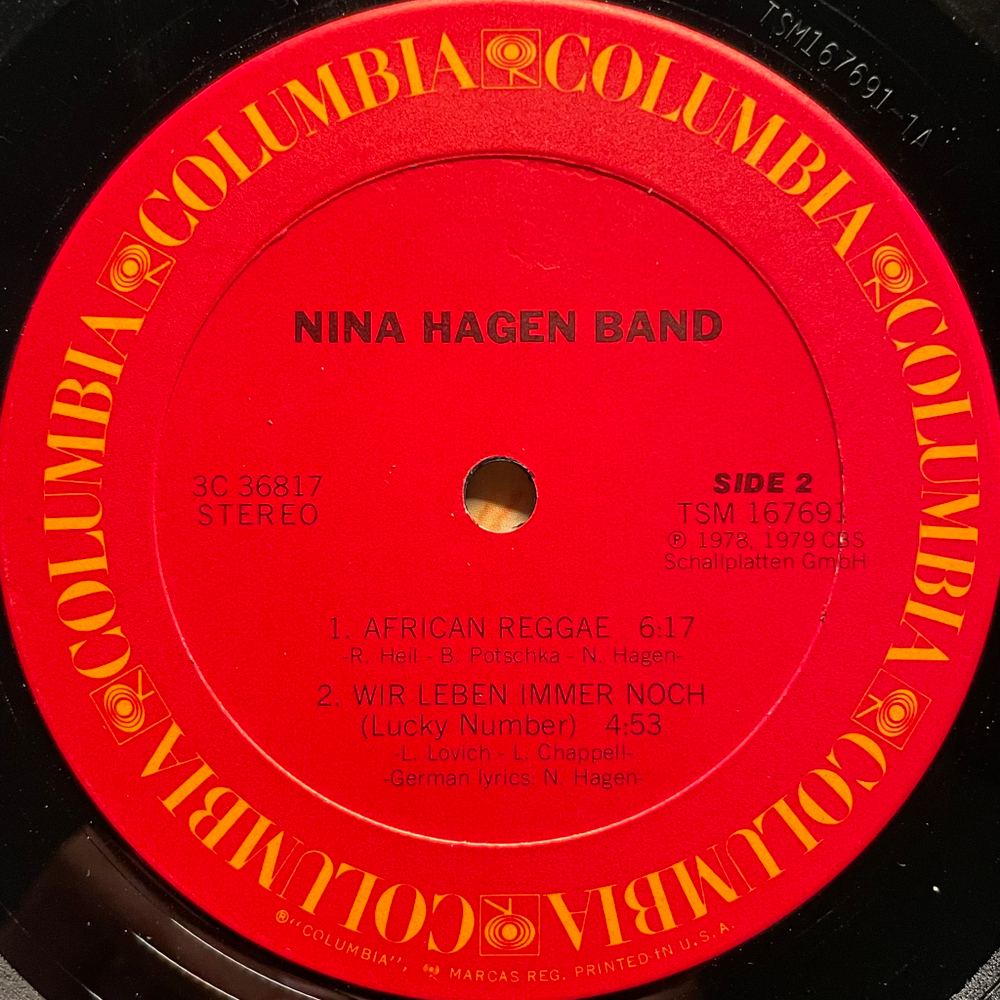 COLUMBIA COLUMBIA COLUMBIA COLUMBIA COLUMBIA COLUMBIA
TSM167691-1A
NINA HAGEN BAND
3C 36817
STEREO
SIDE 2
TSM 167691
Ⓟ 1978, 1979 CBS
Schallplatten GmbH
1. AFRICAN REGGAE 6:17
-R. Heil - B. Potschka - N. Hagen-
2. WIR LEBEN IMMER NOCH
(Lucky Number) 4:53
-L. Lovich - L. Chappell-
-German lyrics: N. Hagen-
®"COLUMBIA", MARCAS REG. PRINTED IN U.S.A.